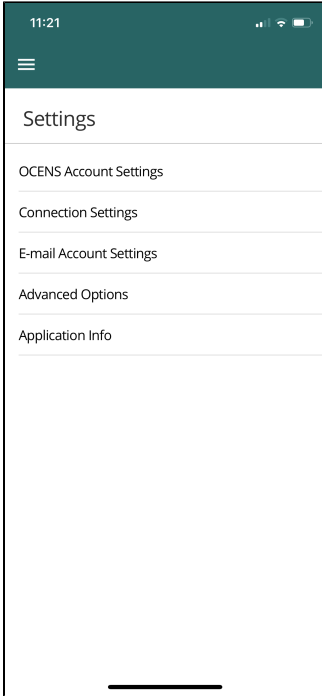 11:21
Settings
OCENS Account Settings
Connection Settings
E-mail Account Settings
Advanced Options
Application Info